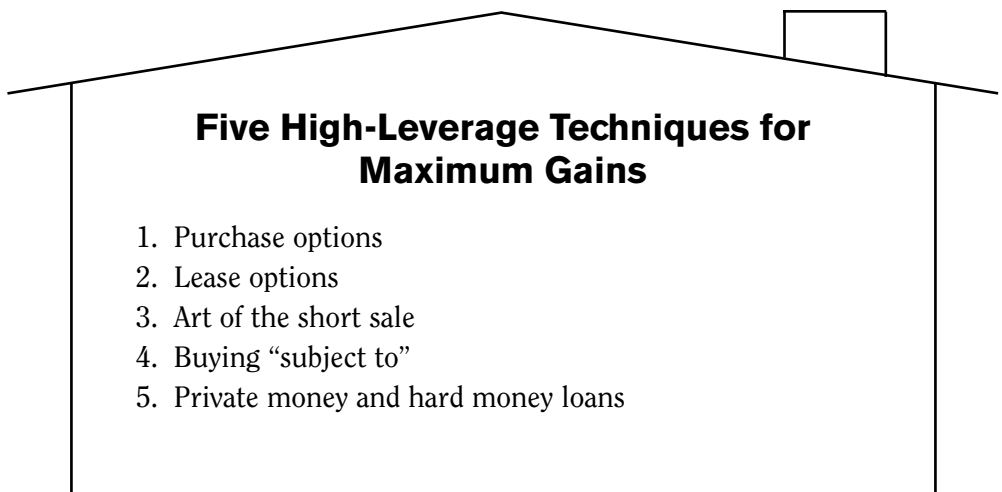 Five High-Leverage Techniques for
Maximum Gains
1. Purchase options
2. Lease options
3. Art of the short sale
4. Buying “subject to”
5. Private money and hard money loans